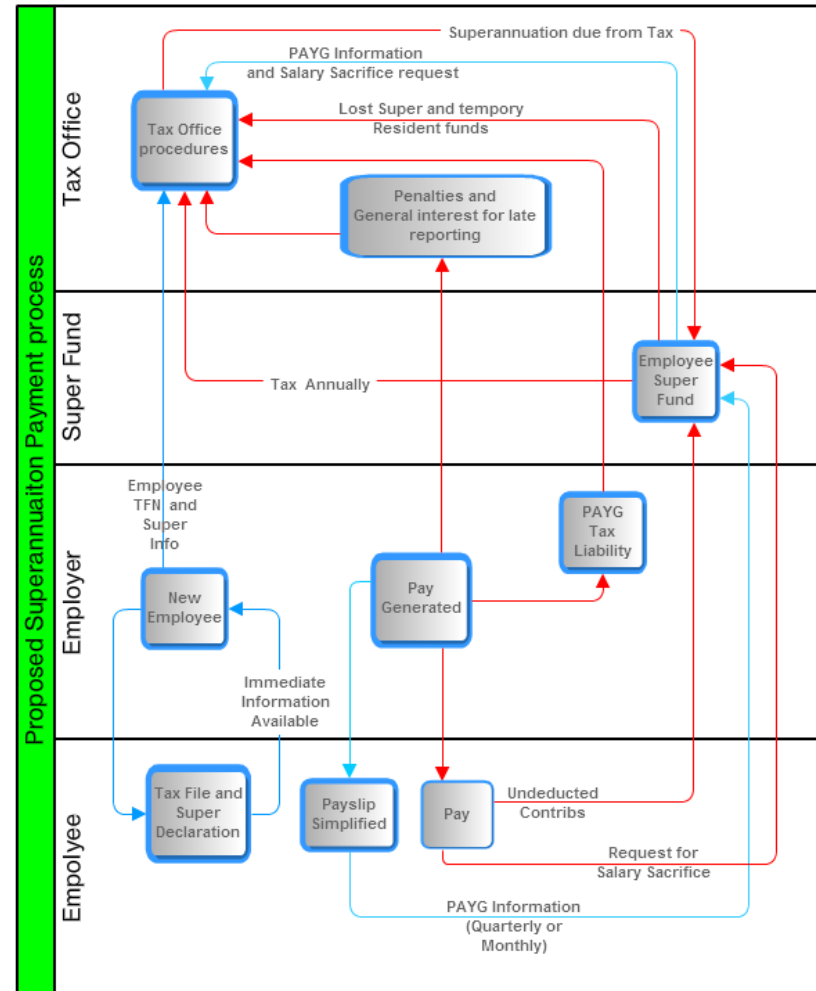 Proposed Superannuaiton Payment process
Tax Office
Superannuation due from Tax
PAYG Information
and Salary Sacrifice request
Tax Office
procedures
Lost Super and tempory
Resident funds
Penalties and
General interest for late
reporting
Super Fund
Employee
Super
Fund
Tax Annually
Employer
Employee
TFN and
Super
Info
PAYG
Tax
Liability
New
Employee
Pay
Generated
Immediate
Information
Available
Empolyee
Tax File and
Super
Declaration
Payslip
Simplified
Pay
Undeducted
Contribs
Request for
Salary Sacrifice
PAYG Information
(Quarterly or
Monthly)